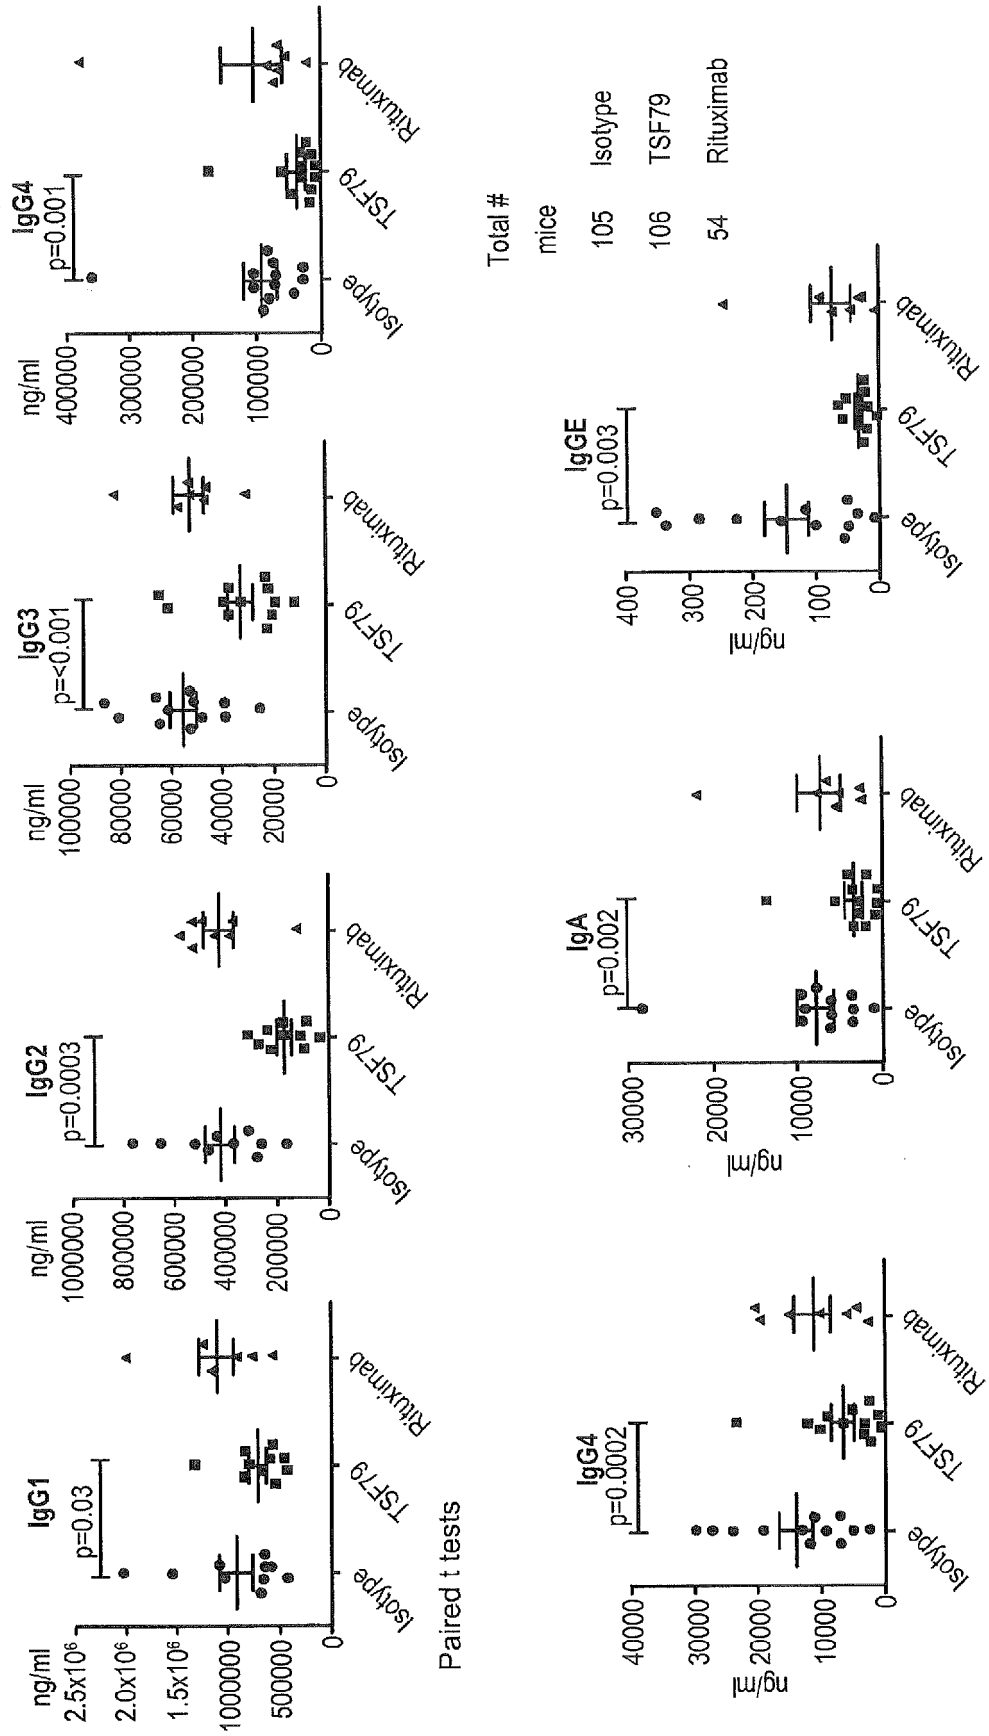 IgG1
p=0.03
ng/ml
2.5x10⁶
2.0x10⁶
1.5x10⁶
1000000
500000
0
Isotype
TSF79
Rituximab
IgG2
p=0.0003
ng/ml
1000000
800000
600000
400000
200000
0
Isotype
TSF79
Rituximab
IgG3
p=<0.001
ng/ml
100000
80000
60000
40000
20000
0
Isotype
TSF79
Rituximab
IgG4
p=0.001
ng/ml
400000
300000
200000
100000
0
Isotype
TSF79
Rituximab
Paired t tests
IgG4
p=0.0002
ng/ml
40000
30000
20000
10000
0
Isotype
TSF79
Rituximab
IgA
p=0.002
ng/ml
30000
20000
10000
0
Isotype
TSF79
Rituximab
IgGE
p=0.003
ng/ml
400
300
200
100
0
Isotype
TSF79
Rituximab
Total #
mice
105 Isotype
106 TSF79
54 Rituximab